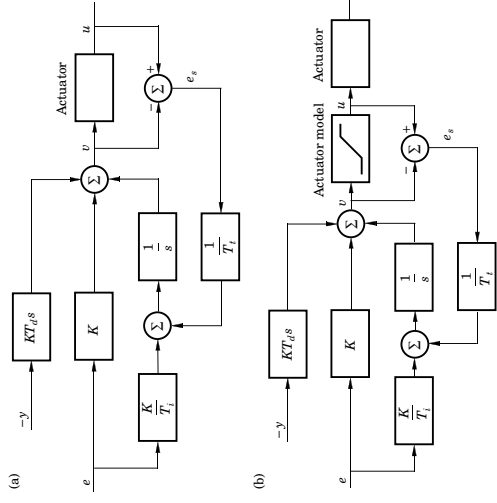 (a)
−y
KT_d s
Actuator
e
K
v
u
Σ
− +
Σ
e_s
K/T_i
Σ
1/s
1/T_t
(b)
−y
KT_d s
Actuator model
Actuator
e
K
v
u
Σ
− +
Σ
e_s
K/T_i
Σ
1/s
1/T_t